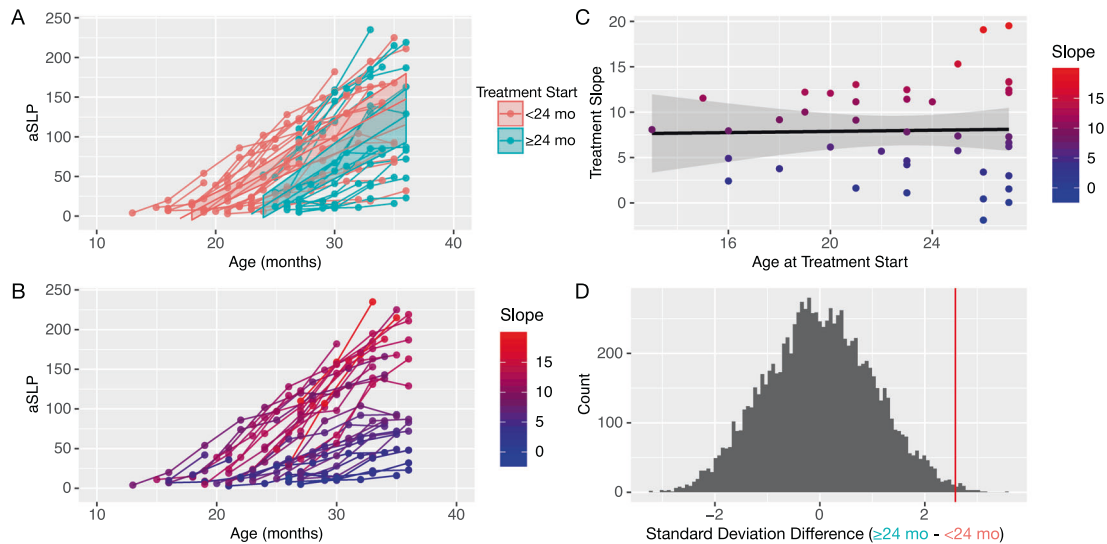 A
250
200
150
100
50
0
aSLP
10
20
30
40
Age (months)
Treatment Start
<24 mo
≥24 mo
B
250
200
150
100
50
0
aSLP
10
20
30
40
Age (months)
Slope
15
10
5
0
C
20
15
10
5
0
Treatment Slope
16
20
24
Age at Treatment Start
Slope
15
10
5
0
D
200
100
0
Count
−2
0
2
Standard Deviation Difference (≥24 mo - <24 mo)